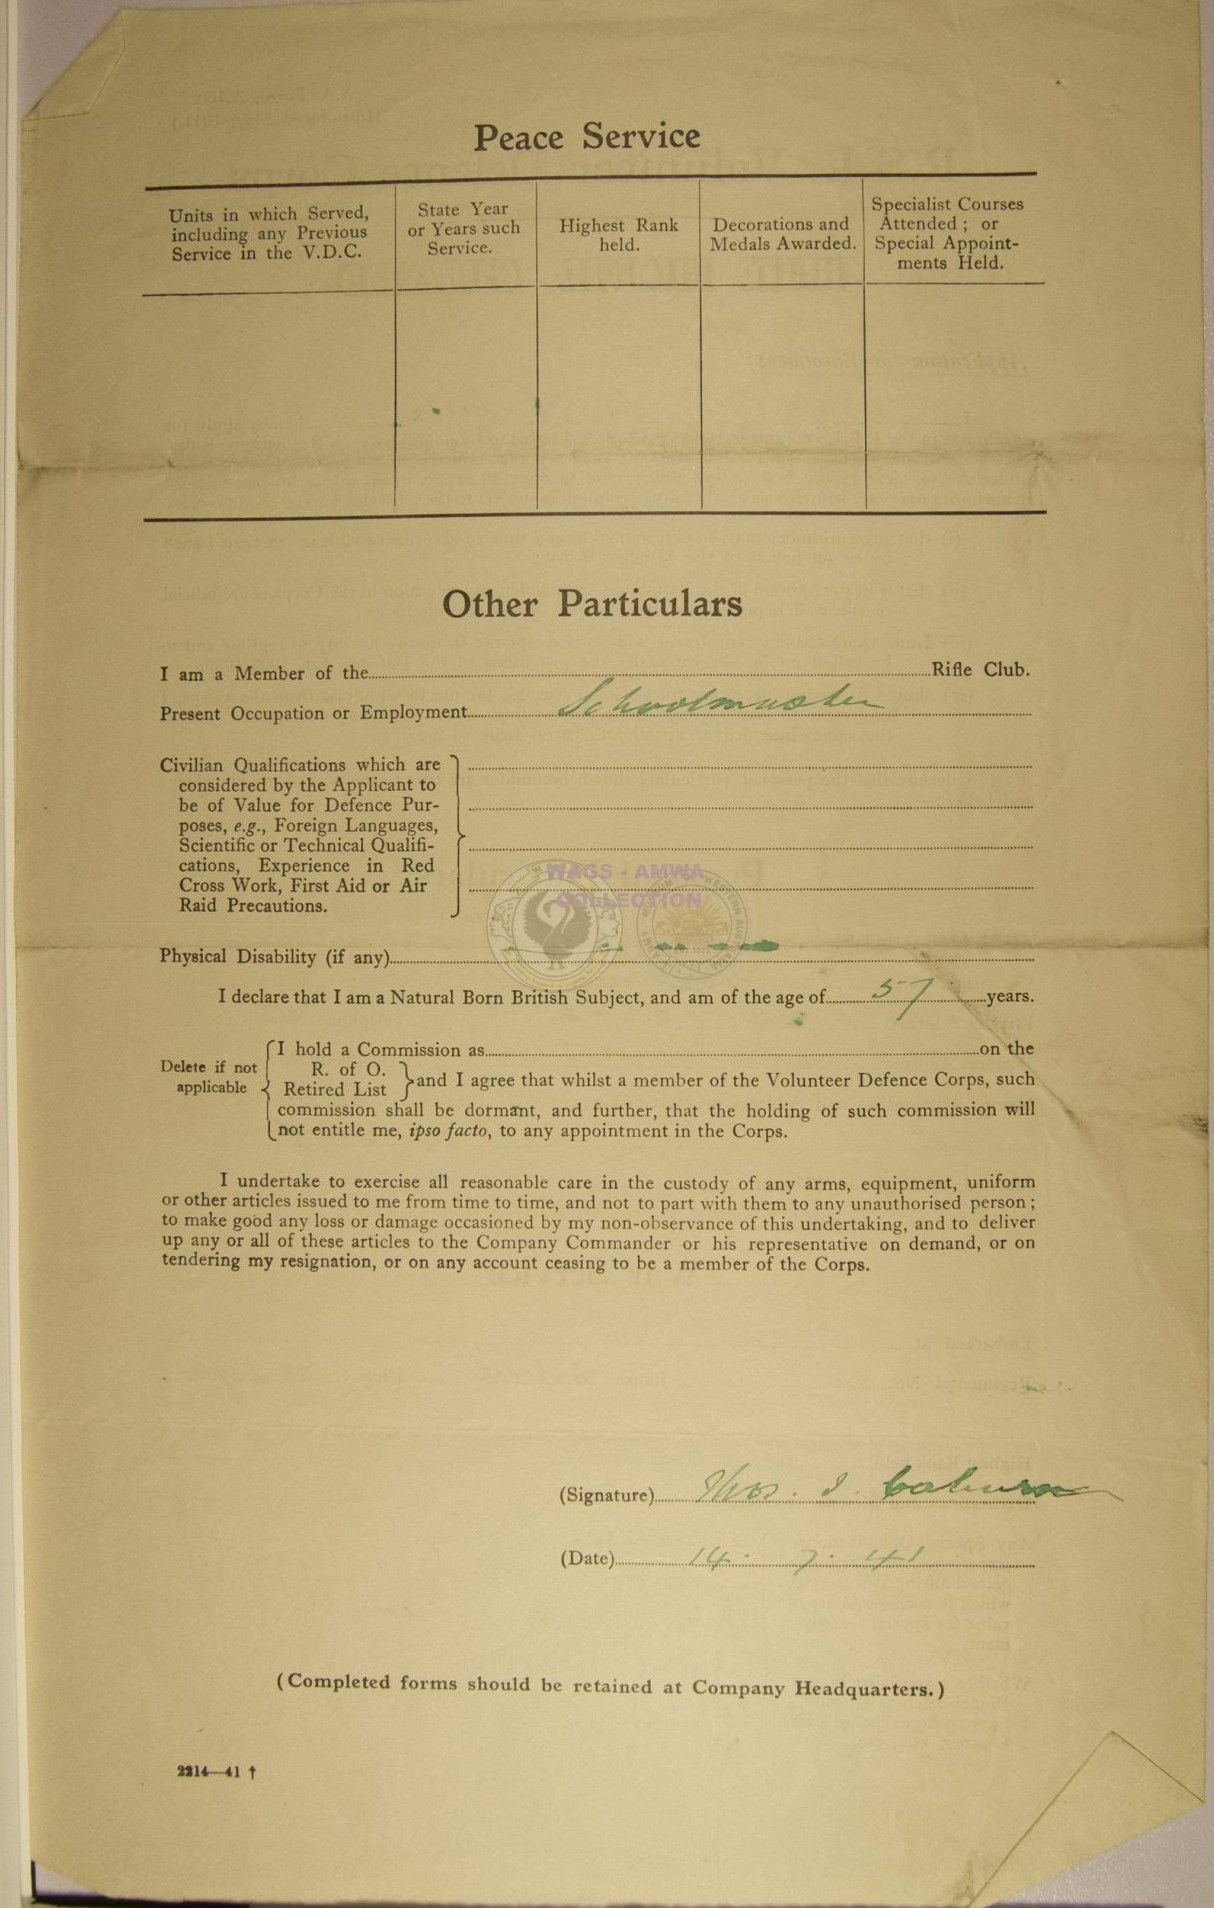 Peace Service
Units in which Served, including any Previous Service in the V.D.C.
State Year or Years such Service.
Highest Rank held.
Decorations and Medals Awarded.
Specialist Courses Attended ; or Special Appoint-ments Held.
Other Particulars
I am a Member of the Rifle Club.
Present Occupation or Employment Schoolmaster
Civilian Qualifications which are
considered by the Applicant to
be of Value for Defence Pur-
poses, e.g., Foreign Languages,
Scientific or Technical Qualifi-
cations, Experience in Red
Cross Work, First Aid or Air
Raid Precautions.
WAGS - AMWA
COLLECTION
Physical Disability (if any)
I declare that I am a Natural Born British Subject, and am of the age of 57 years.
I hold a Commission as on the
Delete if not applicable
R. of O.
Retired List
and I agree that whilst a member of the Volunteer Defence Corps, such
commission shall be dormant, and further, that the holding of such commission will
not entitle me, ipso facto, to any appointment in the Corps.
I undertake to exercise all reasonable care in the custody of any arms, equipment, uniform
or other articles issued to me from time to time, and not to part with them to any unauthorised person ;
to make good any loss or damage occasioned by my non-observance of this undertaking, and to deliver
up any or all of these articles to the Company Commander or his representative on demand, or on
tendering my resignation, or on any account ceasing to be a member of the Corps.
(Signature) Thos. J.
(Date) 14. 7. 41
(Completed forms should be retained at Company Headquarters.)
2214—41 †